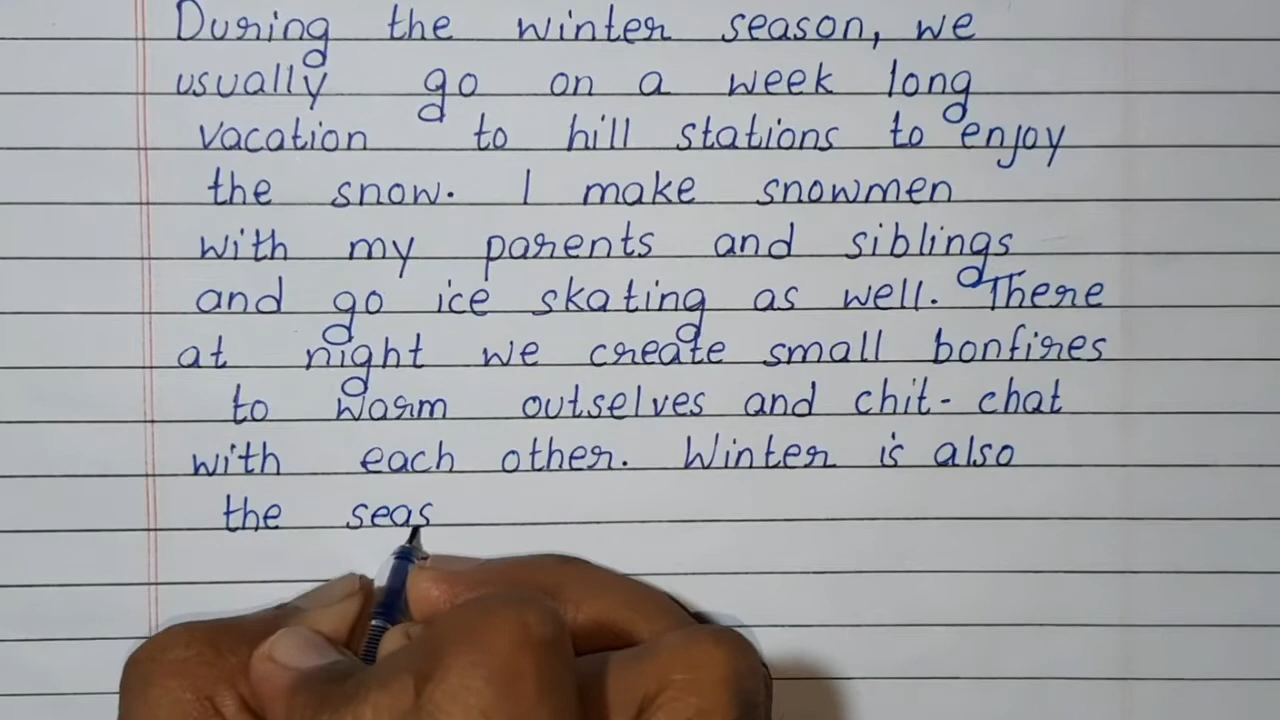 During the winter season, we
usually go on a week long
vacation to hill stations to enjoy
the snow. I make snowmen
with my parents and siblings
and go ice skating as well. There
at night we create small bonfires
to warm outselves and chit-chat
with each other. Winter is also
the seas